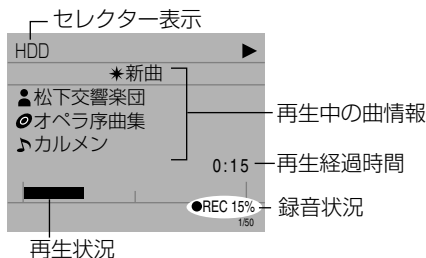 セレクター表示
HDD
✷新曲
松下交響楽団
オペラ序曲集
カルメン
再生中の曲情報
0:15
再生経過時間
●REC 15%
録音状況
1/50
再生状況